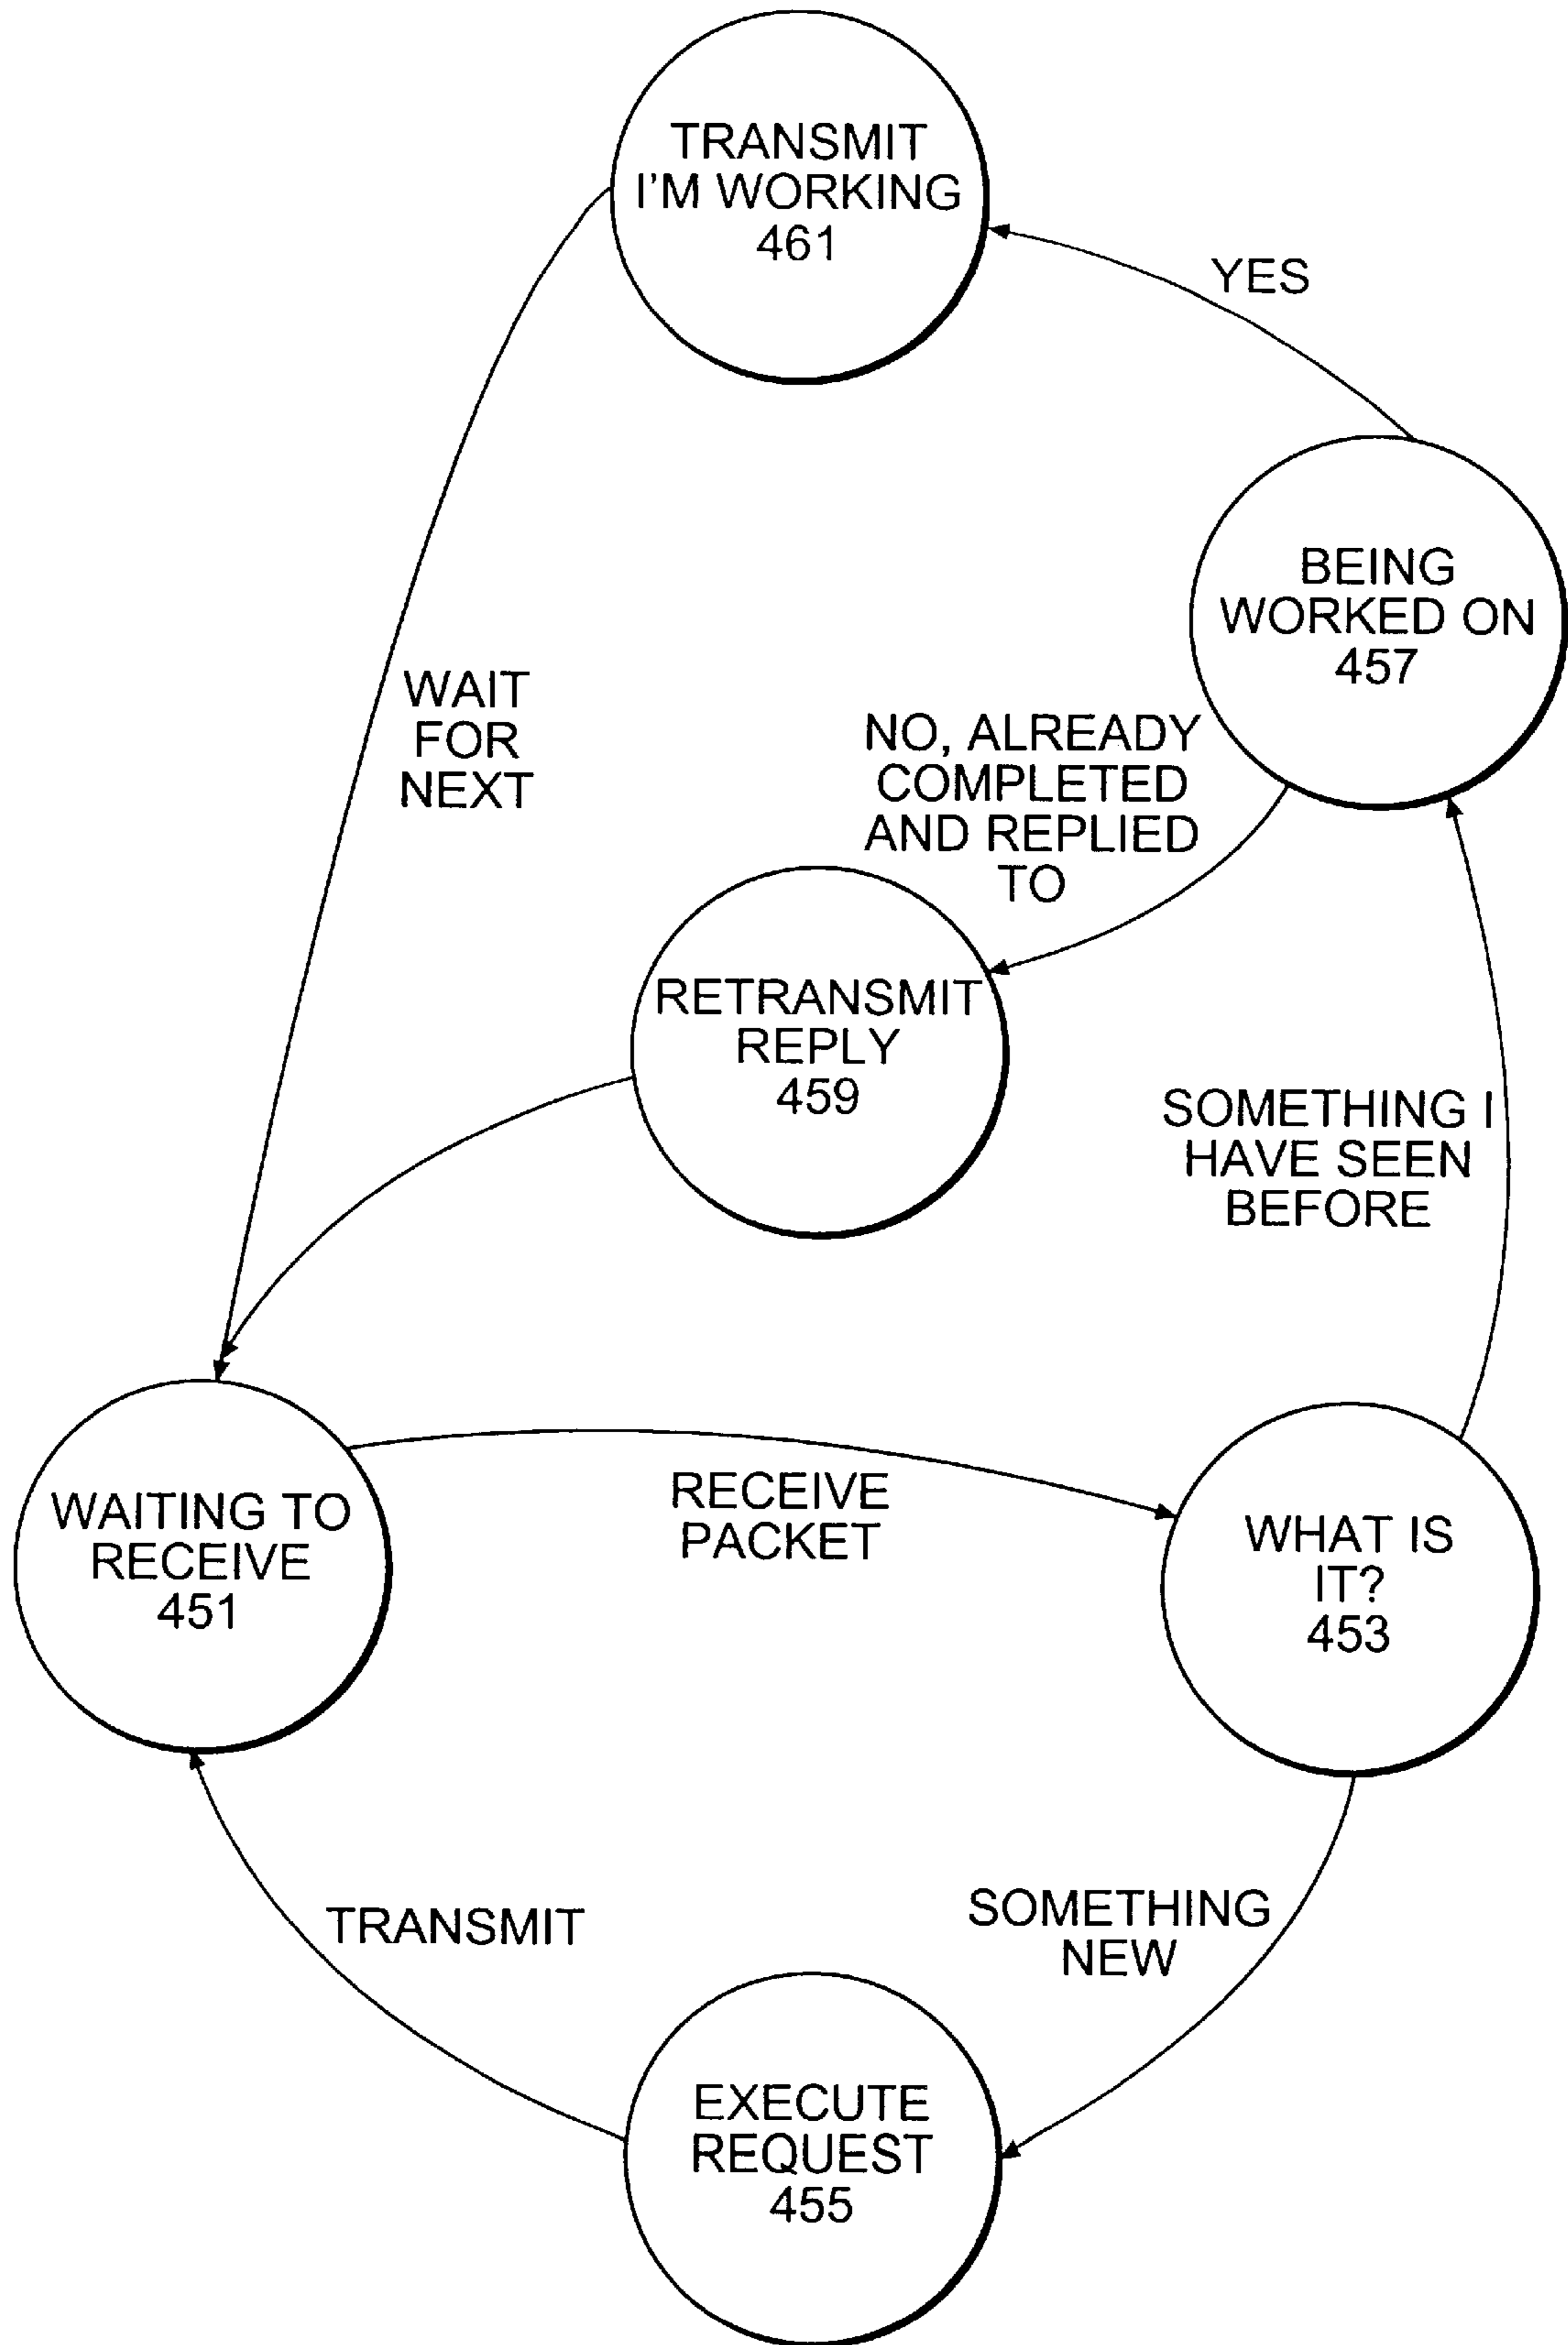 TRANSMIT
I'M WORKING
461
YES
BEING
WORKED ON
457
WAIT
FOR
NEXT
NO, ALREADY
COMPLETED
AND REPLIED
TO
RETRANSMIT
REPLY
459
SOMETHING I
HAVE SEEN
BEFORE
WAITING TO
RECEIVE
451
RECEIVE
PACKET
WHAT IS
IT?
453
TRANSMIT
SOMETHING
NEW
EXECUTE
REQUEST
455